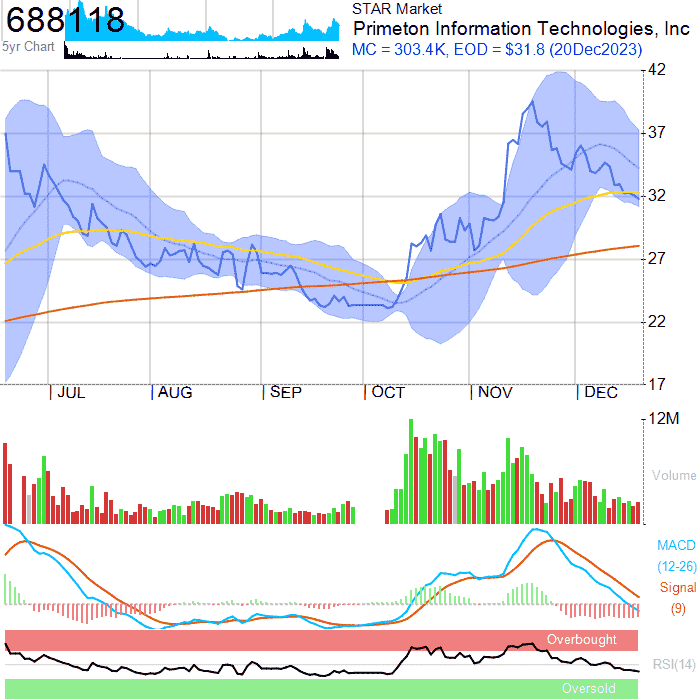 688118
5yr Chart
STAR Market
Primeton Information Technologies, Inc
MC = 303.4K, EOD = $31.8 (20Dec2023)
42
37
32
27
22
17
JUL
AUG
SEP
OCT
NOV
DEC
12M
Volume
MACD
(12-26)
Signal
(9)
Overbought
RSI(14)
Oversold